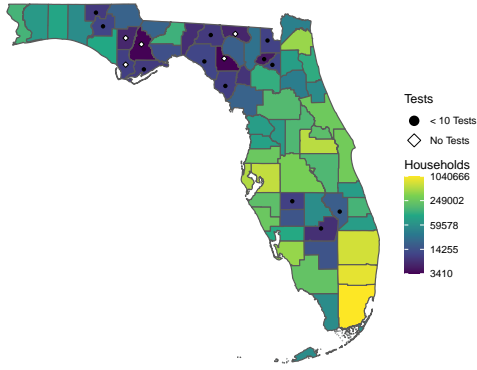 Tests
< 10 Tests
No Tests
Households
1040666
249002
59578
14255
3410